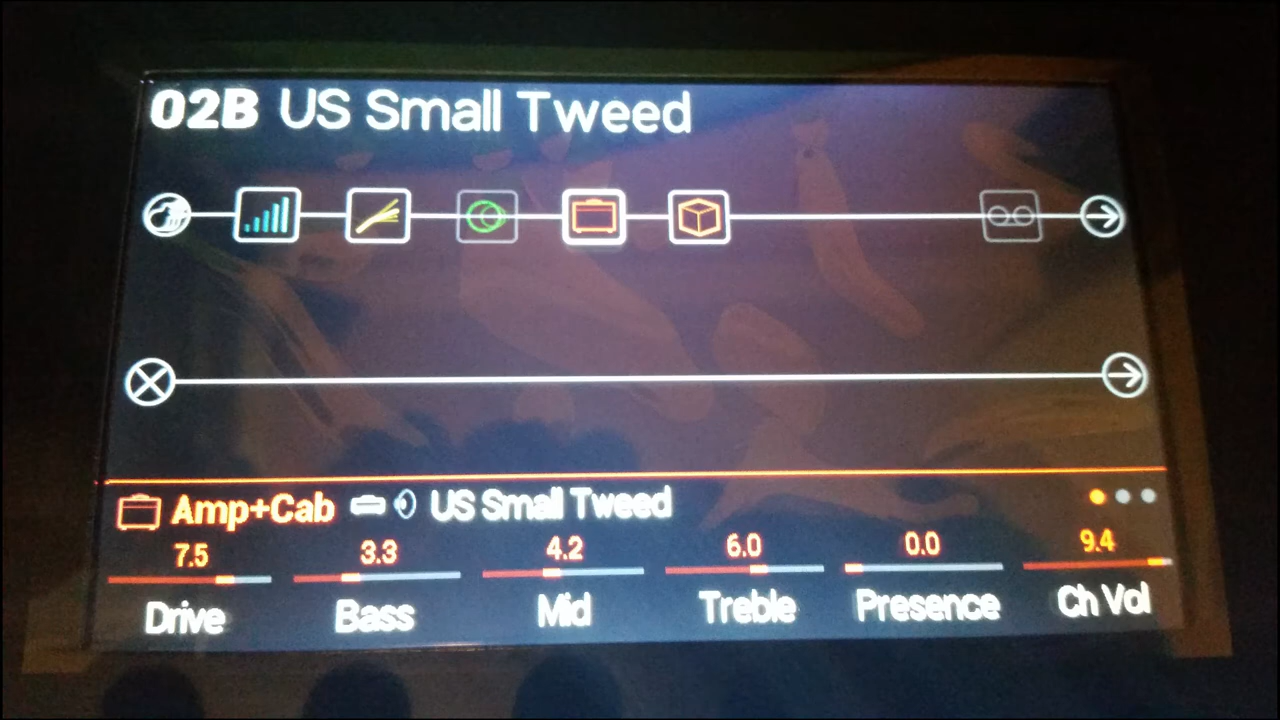 02B US Small Tweed
Amp+Cab US Small Tweed
7.5 3.3 4.2 6.0 0.0 9.4
Drive Bass Mid Treble Presence Ch Vol